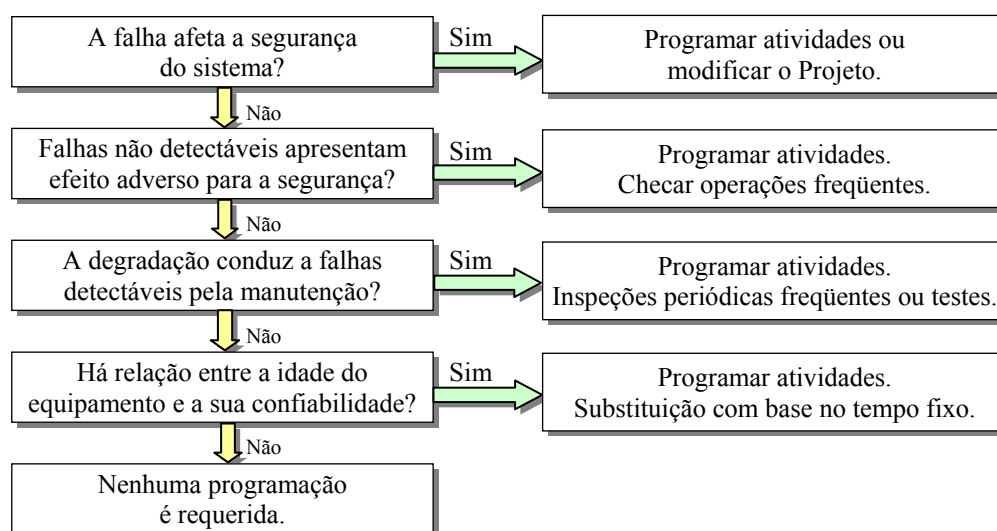 A falha afeta a segurança
do sistema?
Sim
Programar atividades ou
modificar o Projeto.
Não
Falhas não detectáveis apresentam
efeito adverso para a segurança?
Sim
Programar atividades.
Checar operações freqüentes.
Não
A degradação conduz a falhas
detectáveis pela manutenção?
Sim
Programar atividades.
Inspeções periódicas freqüentes ou testes.
Não
Há relação entre a idade do
equipamento e a sua confiabilidade?
Sim
Programar atividades.
Substituição com base no tempo fixo.
Não
Nenhuma programação
é requerida.